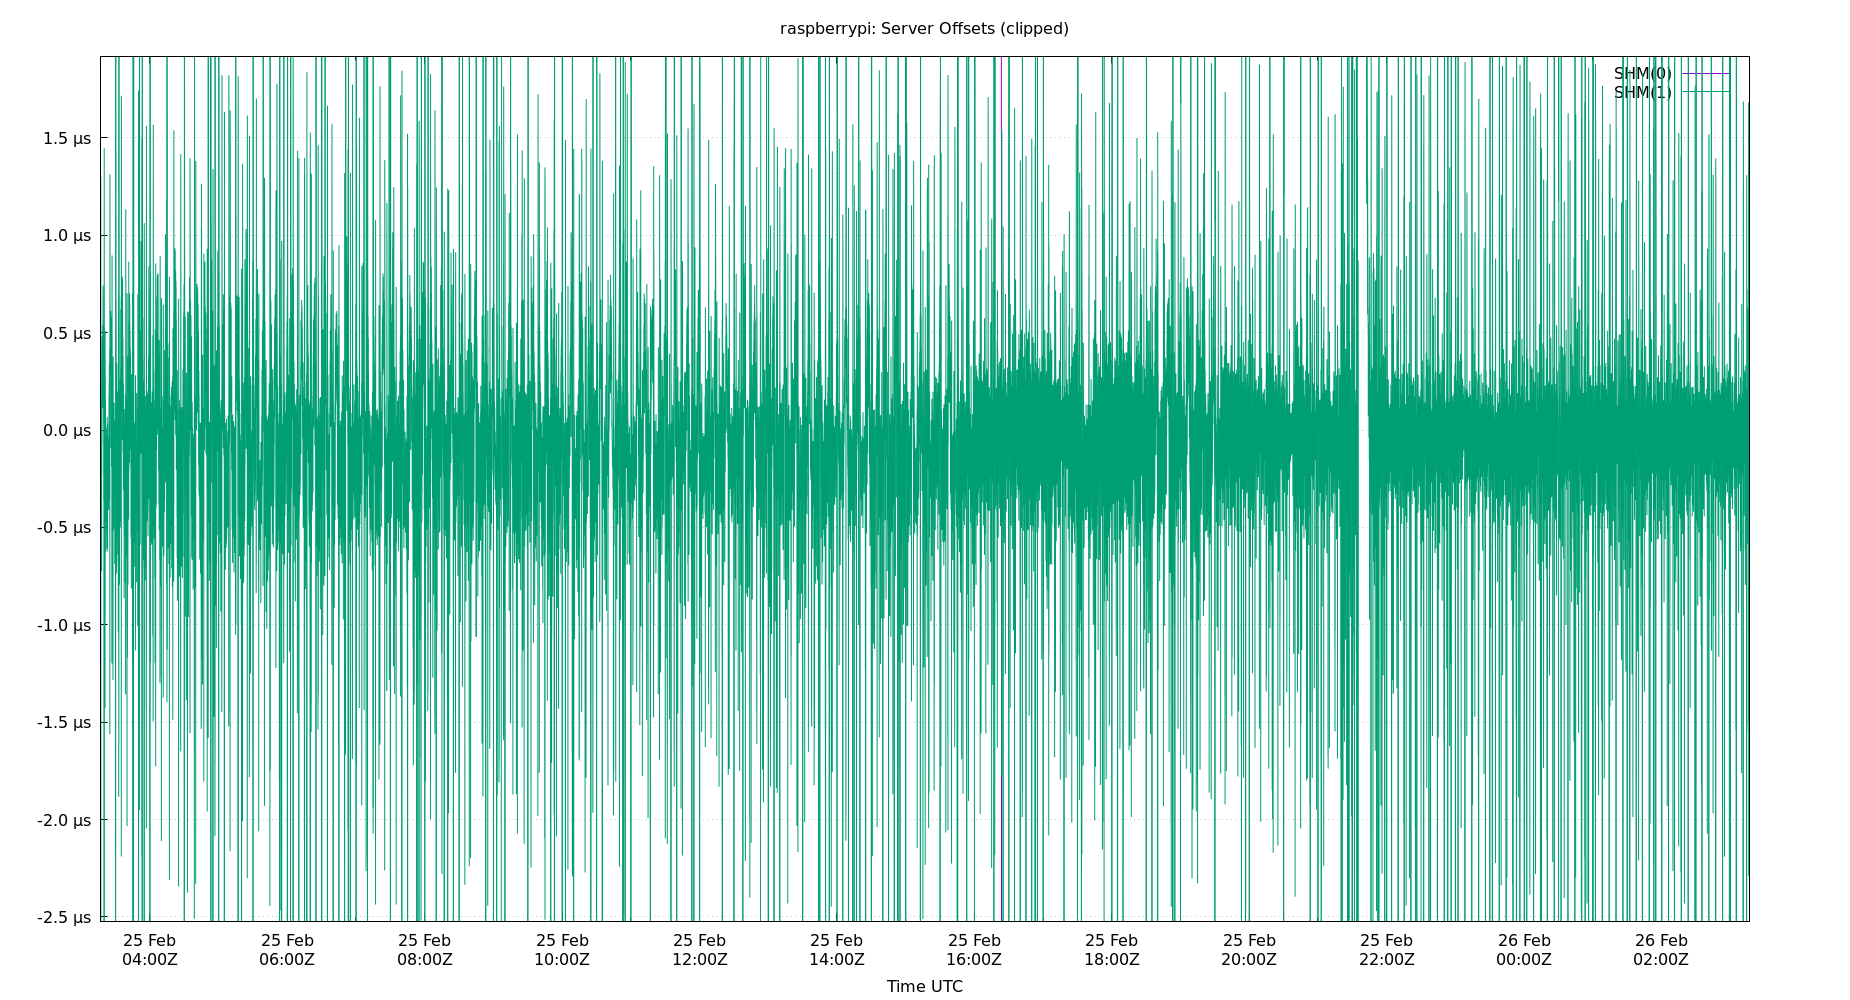 raspberrypi: Server Offsets (clipped)
SHM(0)
SHM(1)
1.5 µs
1.0 µs
0.5 µs
0.0 µs
-0.5 µs
-1.0 µs
-1.5 µs
-2.0 µs
-2.5 µs
25 Feb 25 Feb 25 Feb 25 Feb 25 Feb 25 Feb 25 Feb 25 Feb 25 Feb 25 Feb 26 Feb 26 Feb
04:00Z 06:00Z 08:00Z 10:00Z 12:00Z 14:00Z 16:00Z 18:00Z 20:00Z 22:00Z 00:00Z 02:00Z
Time UTC